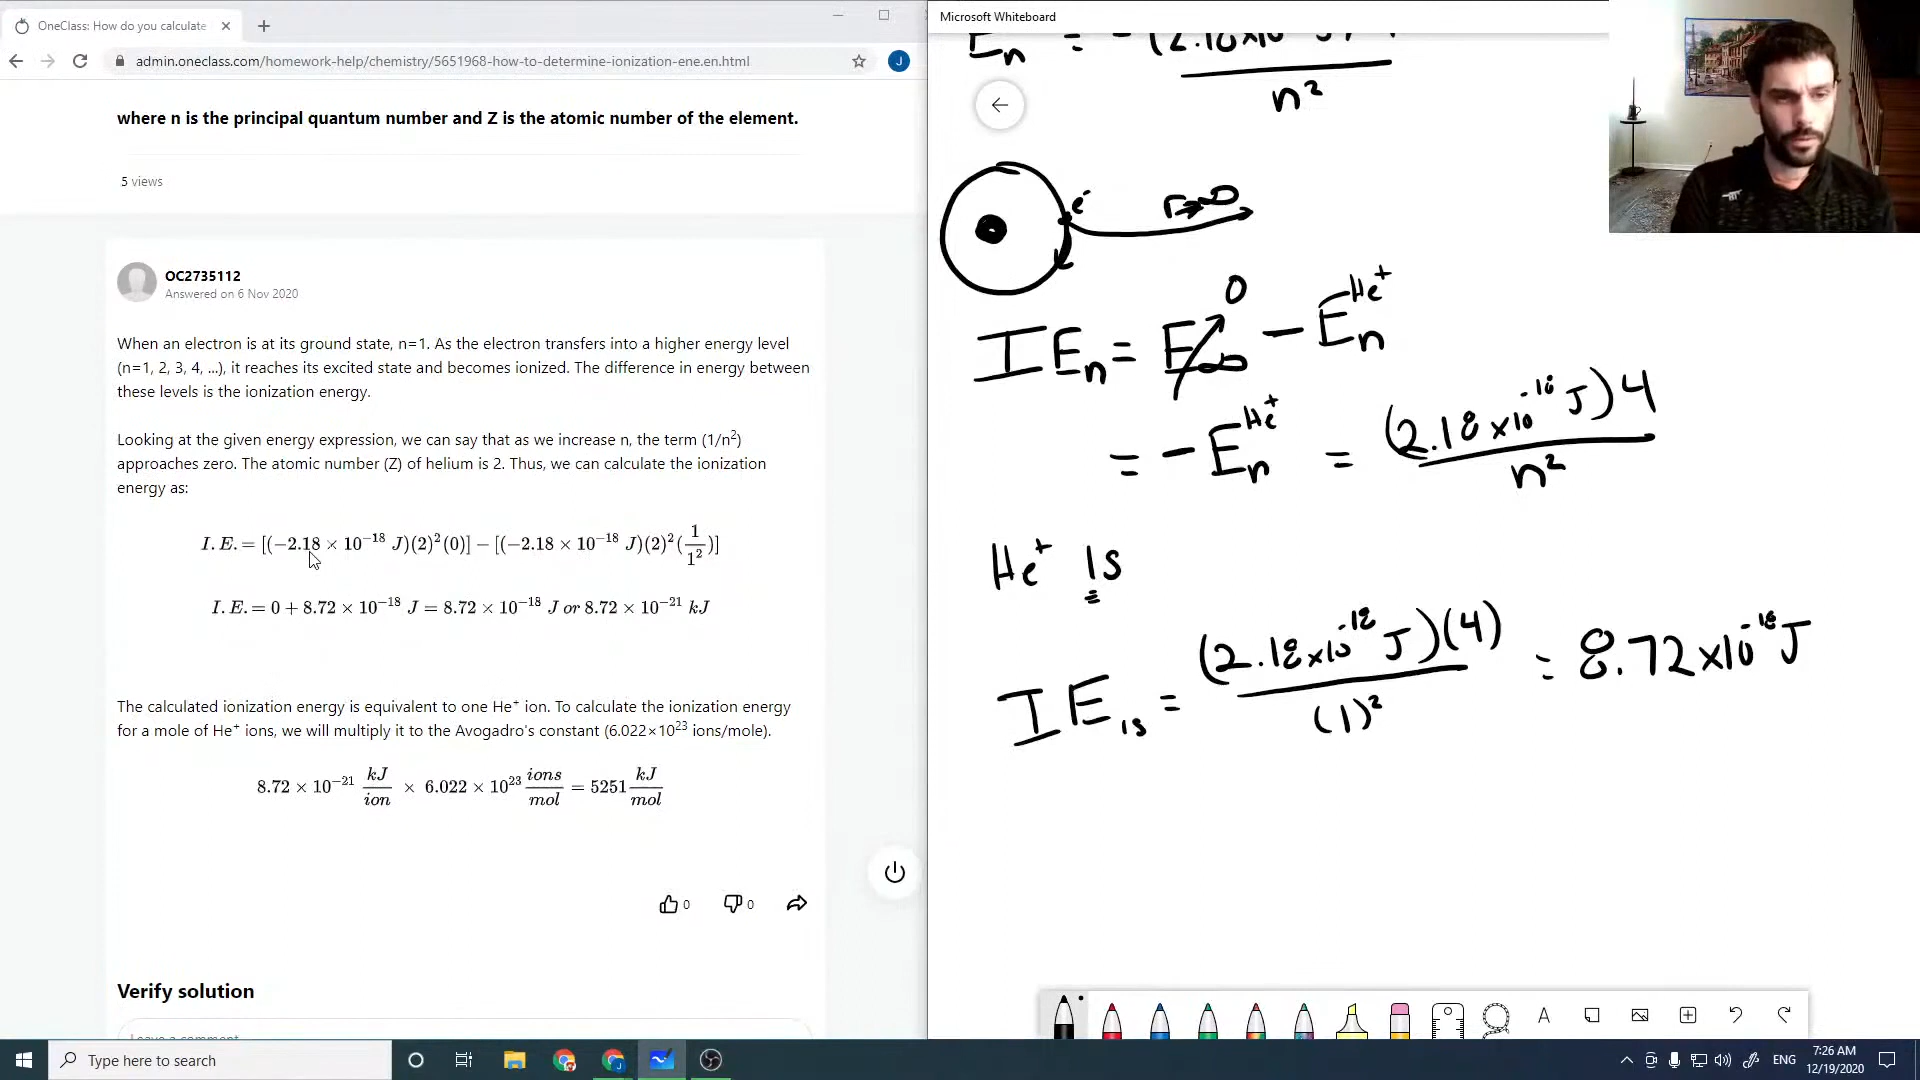 OneClass: How do you calculate
admin.oneclass.com/homework-help/chemistry/5651968-how-to-determine-ionization-ene.en.html
J
where n is the principal quantum number and Z is the atomic number of the element.
5 views
OC2735112
Answered on 6 Nov 2020
When an electron is at its ground state, n=1. As the electron transfers into a higher energy level
(n=1, 2, 3, 4, ...), it reaches its excited state and becomes ionized. The difference in energy between
these levels is the ionization energy.
Looking at the given energy expression, we can say that as we increase n, the term (1/n²)
approaches zero. The atomic number (Z) of helium is 2. Thus, we can calculate the ionization
energy as:
I.E. = [(−2.18 × 10⁻¹⁸ J)(2)²(0)] − [(−2.18 × 10⁻¹⁸ J)(2)²(1/1²)]
I.E. = 0 + 8.72 × 10⁻¹⁸ J = 8.72 × 10⁻¹⁸ J or 8.72 × 10⁻²¹ kJ
The calculated ionization energy is equivalent to one He⁺ ion. To calculate the ionization energy
for a mole of He⁺ ions, we will multiply it to the Avogadro's constant (6.022×10²³ ions/mole).
8.72 × 10⁻²¹ kJ/ion × 6.022 × 10²³ ions/mol = 5251 kJ/mol
0 0
Verify solution
Leave a comment
Microsoft Whiteboard
n²
e⁻ r→∞
IEₙ = E∞ 0 − Eₙ He⁺
= −Eₙ He⁺ = (2.18×10⁻¹⁸ J)4 / n²
He⁺ 1s
IE₁ₛ = (2.18×10⁻¹⁸ J)(4) / (1)² = 8.72×10⁻¹⁸ J
A
Type here to search
ENG
7:26 AM
12/19/2020